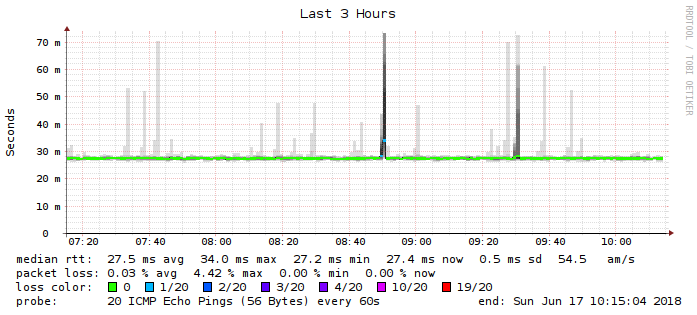 Last 3 Hours
RRDTOOL / TOBI OETIKER
Seconds
70 m
60 m
50 m
40 m
30 m
20 m
10 m
0
07:20 07:40 08:00 08:20 08:40 09:00 09:20 09:40 10:00
median rtt: 27.5 ms avg 34.0 ms max 27.2 ms min 27.4 ms now 0.5 ms sd 54.5 am/s
packet loss: 0.03 % avg 4.42 % max 0.00 % min 0.00 % now
loss color: 0 1/20 2/20 3/20 4/20 10/20 19/20
probe: 20 ICMP Echo Pings (56 Bytes) every 60s end: Sun Jun 17 10:15:04 2018